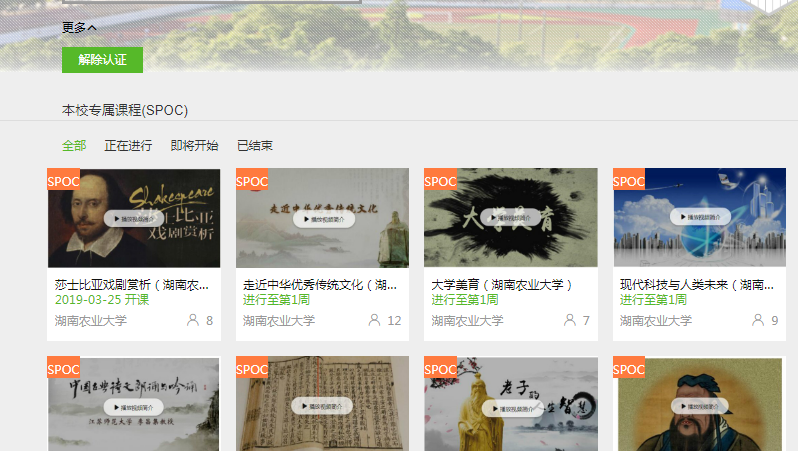 更多
解除认证
本校专属课程(SPOC)
全部 正在进行 即将开始 已结束
SPOC SPOC SPOC SPOC
Shakespeare
莎士比亚
戏剧赏析
走近中华优秀传统文化
大学美育
播放视频简介 播放视频简介 播放视频简介 播放视频简介
莎士比亚戏剧赏析（湖南农... 走近中华优秀传统文化（湖... 大学美育（湖南农业大学） 现代科技与人类未来（湖南...
2019-03-25 开课 进行至第1周 进行至第1周 进行至第1周
湖南农业大学 8 湖南农业大学 12 湖南农业大学 7 湖南农业大学 9
SPOC SPOC SPOC SPOC
中国古典诗文朗诵与吟诵
老子的
人生智慧
播放视频简介 播放视频简介 播放视频简介 播放视频简介
江苏师范大学 李昌集教授